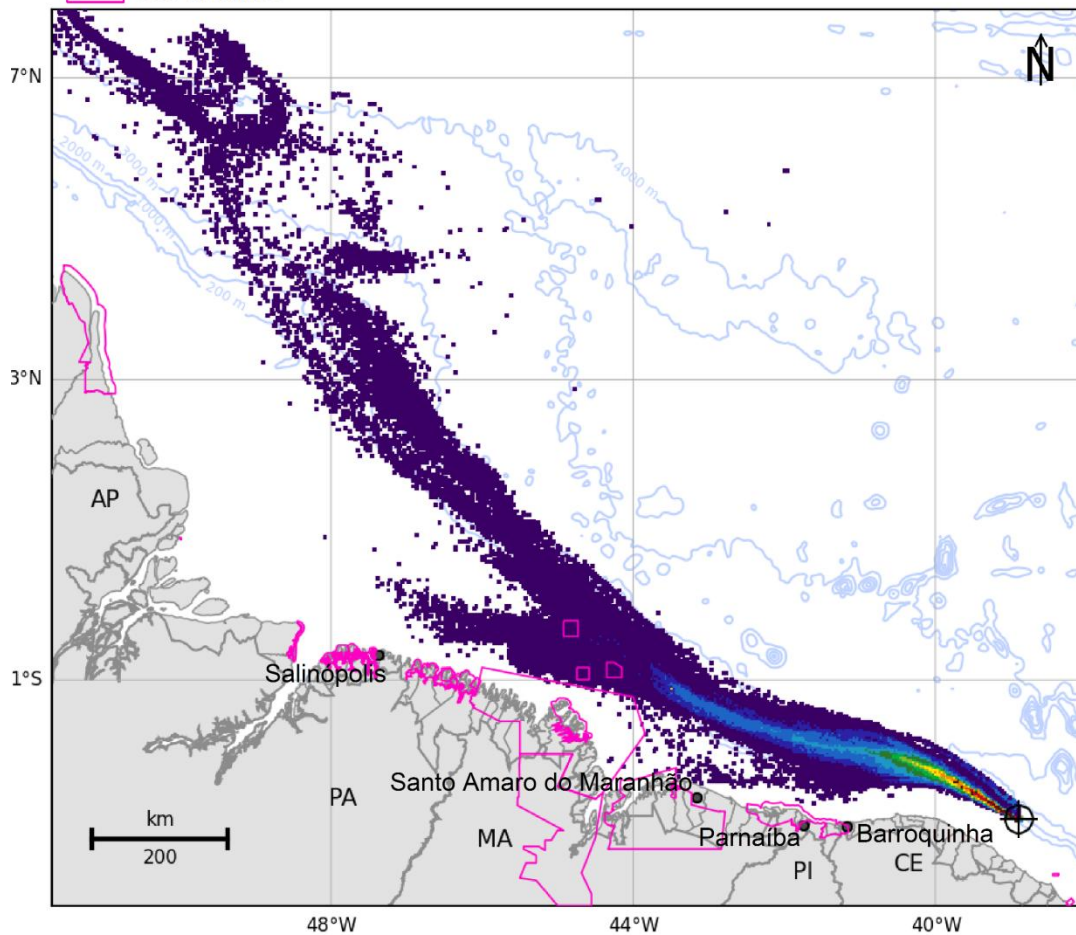 7°N
N
2000 m
3000 m
4000 m
200 m
3°N
AP
1°S
Salinópolis
Santo Amaro do Maranhão
PA
km
200
MA
Parnaíba
Barroquinha
PI
CE
48°W
44°W
40°W